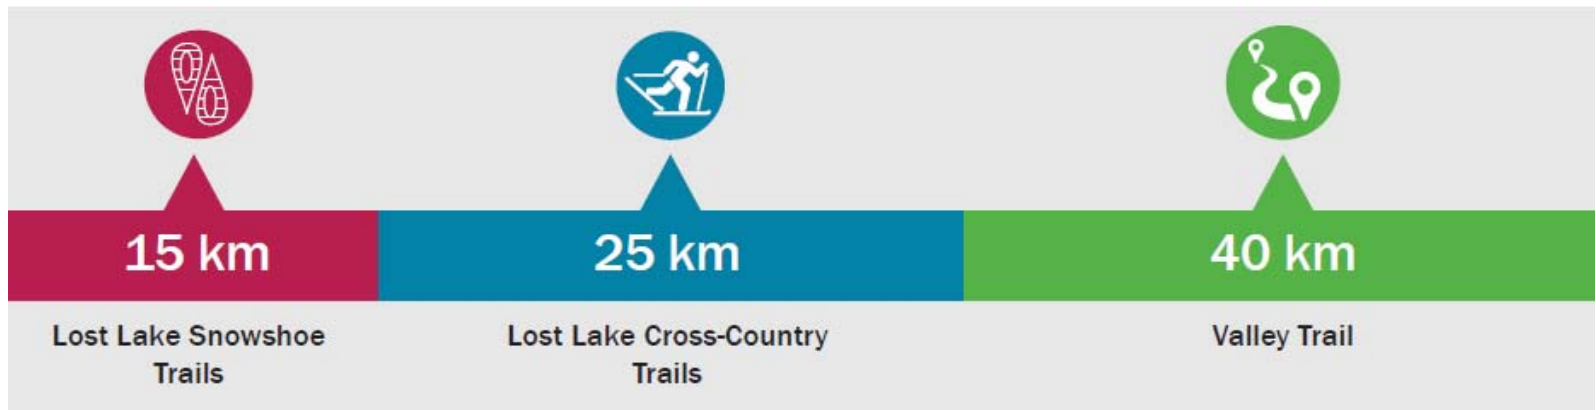 15 km
25 km
40 km
Lost Lake Snowshoe
Trails
Lost Lake Cross-Country
Trails
Valley Trail